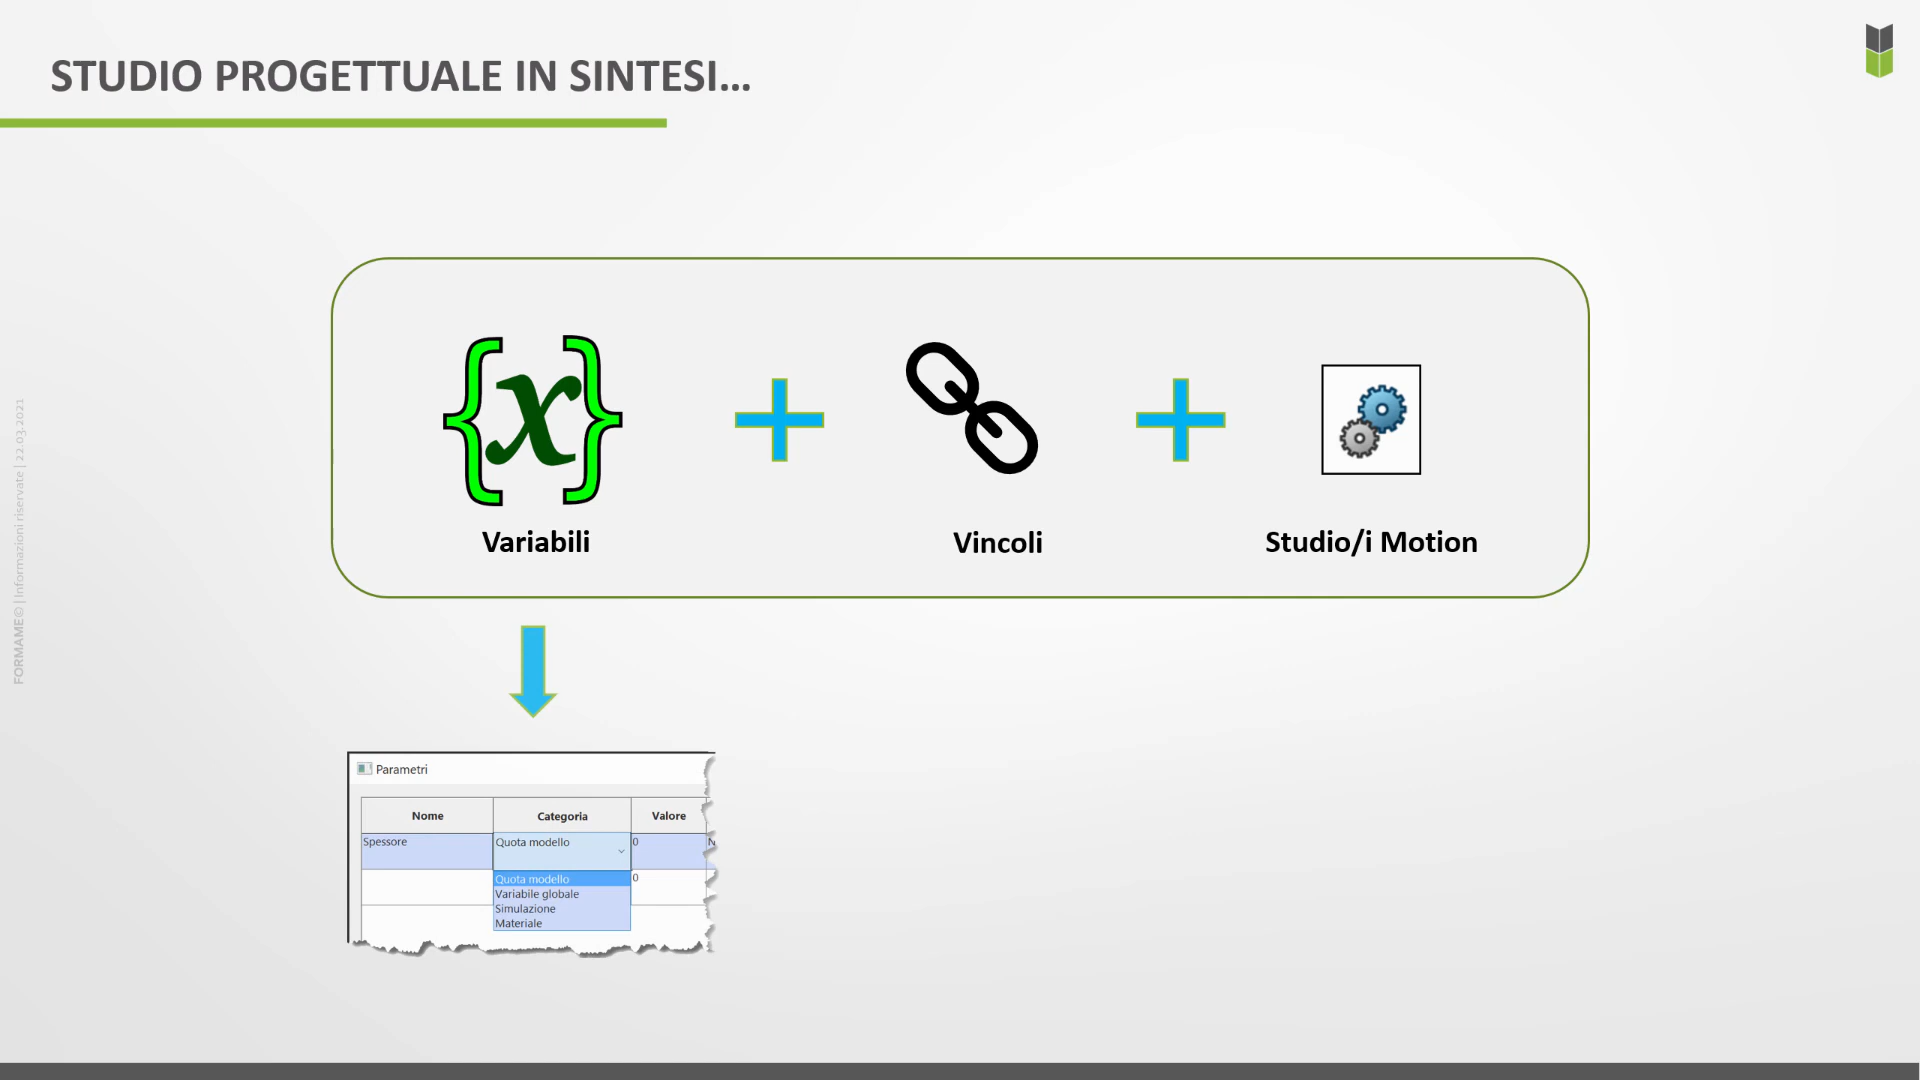 STUDIO PROGETTUALE IN SINTESI...
FORMAME© | Informazioni riservate | 22.03.2021
{x}
Variabili
Vincoli
Studio/i Motion
Parametri
Nome Categoria Valore
Spessore Quota modello 0 N
Quota modello 0
Variabile globale
Simulazione
Materiale